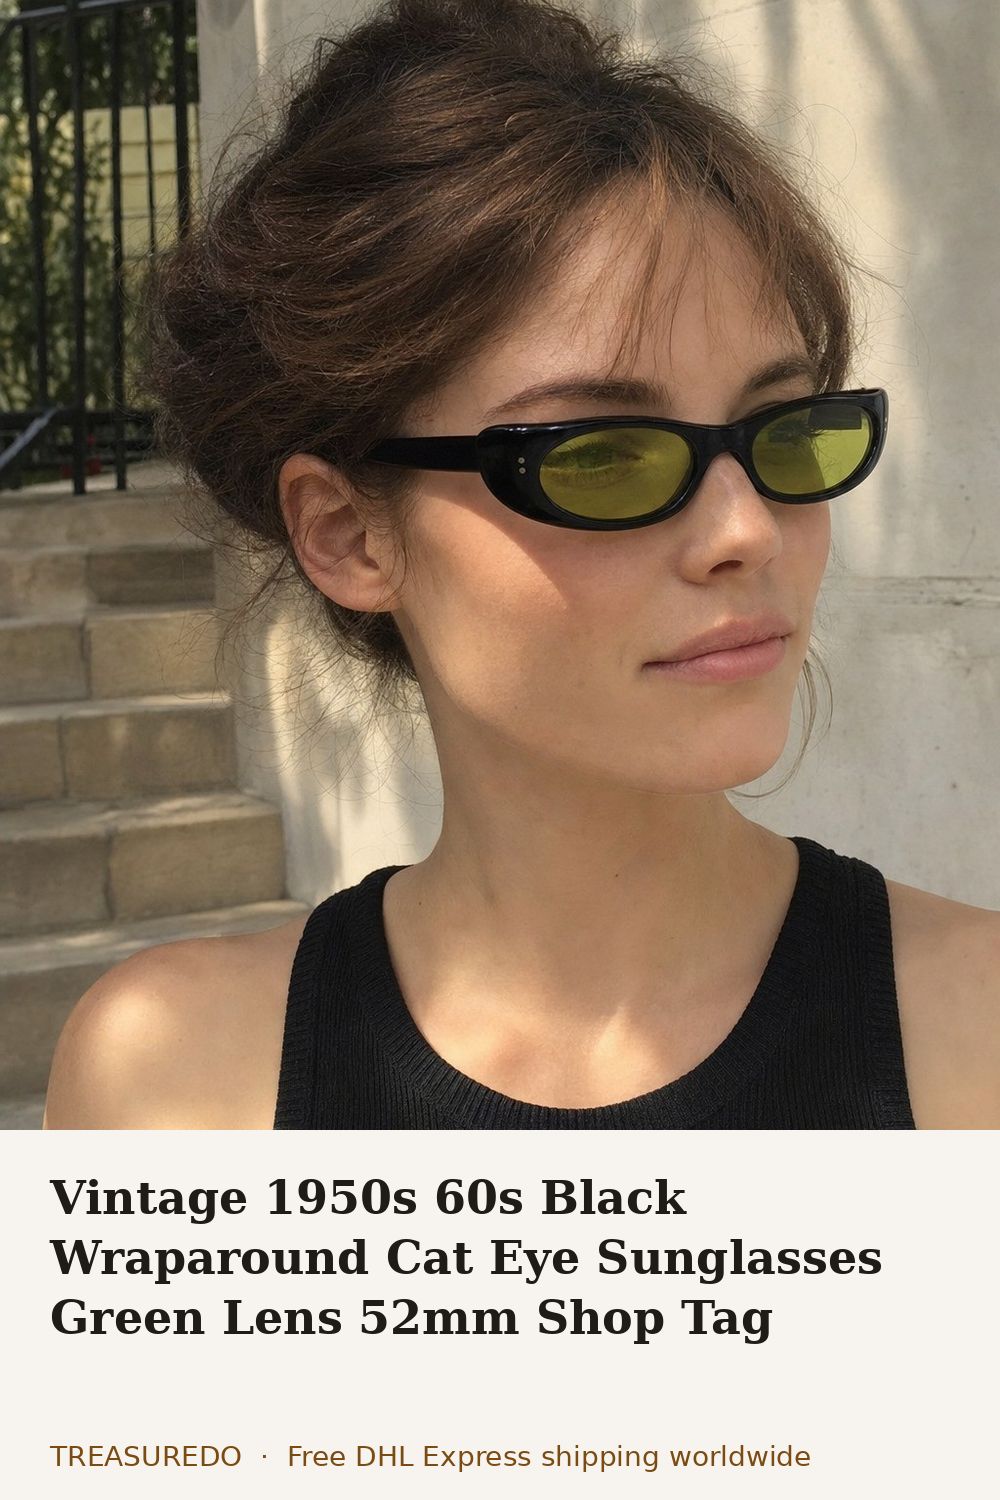 Vintage 1950s 60s Black
Wraparound Cat Eye Sunglasses
Green Lens 52mm Shop Tag
TREASUREDO · Free DHL Express shipping worldwide